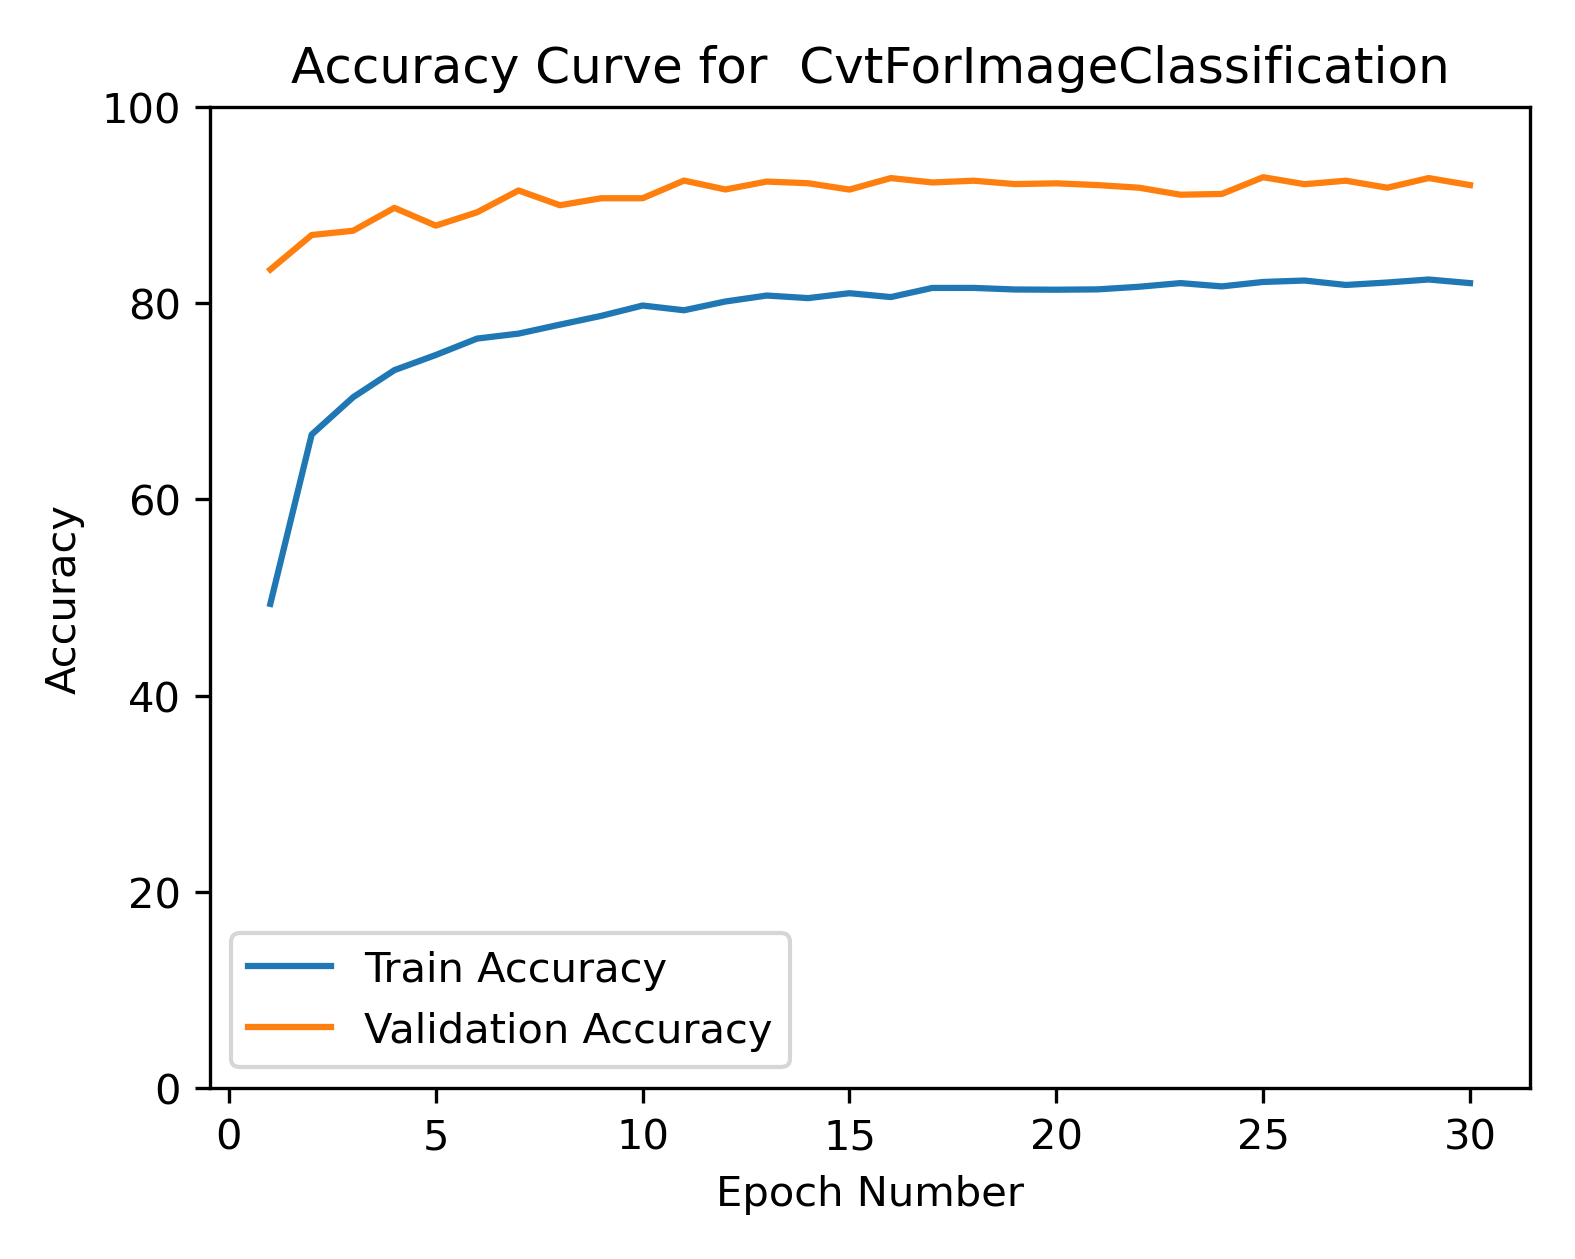 Accuracy Curve for  CvtForImageClassification
100
80
60
40
20
0
Accuracy
Train Accuracy
Validation Accuracy
0 5 10 15 20 25 30
Epoch Number